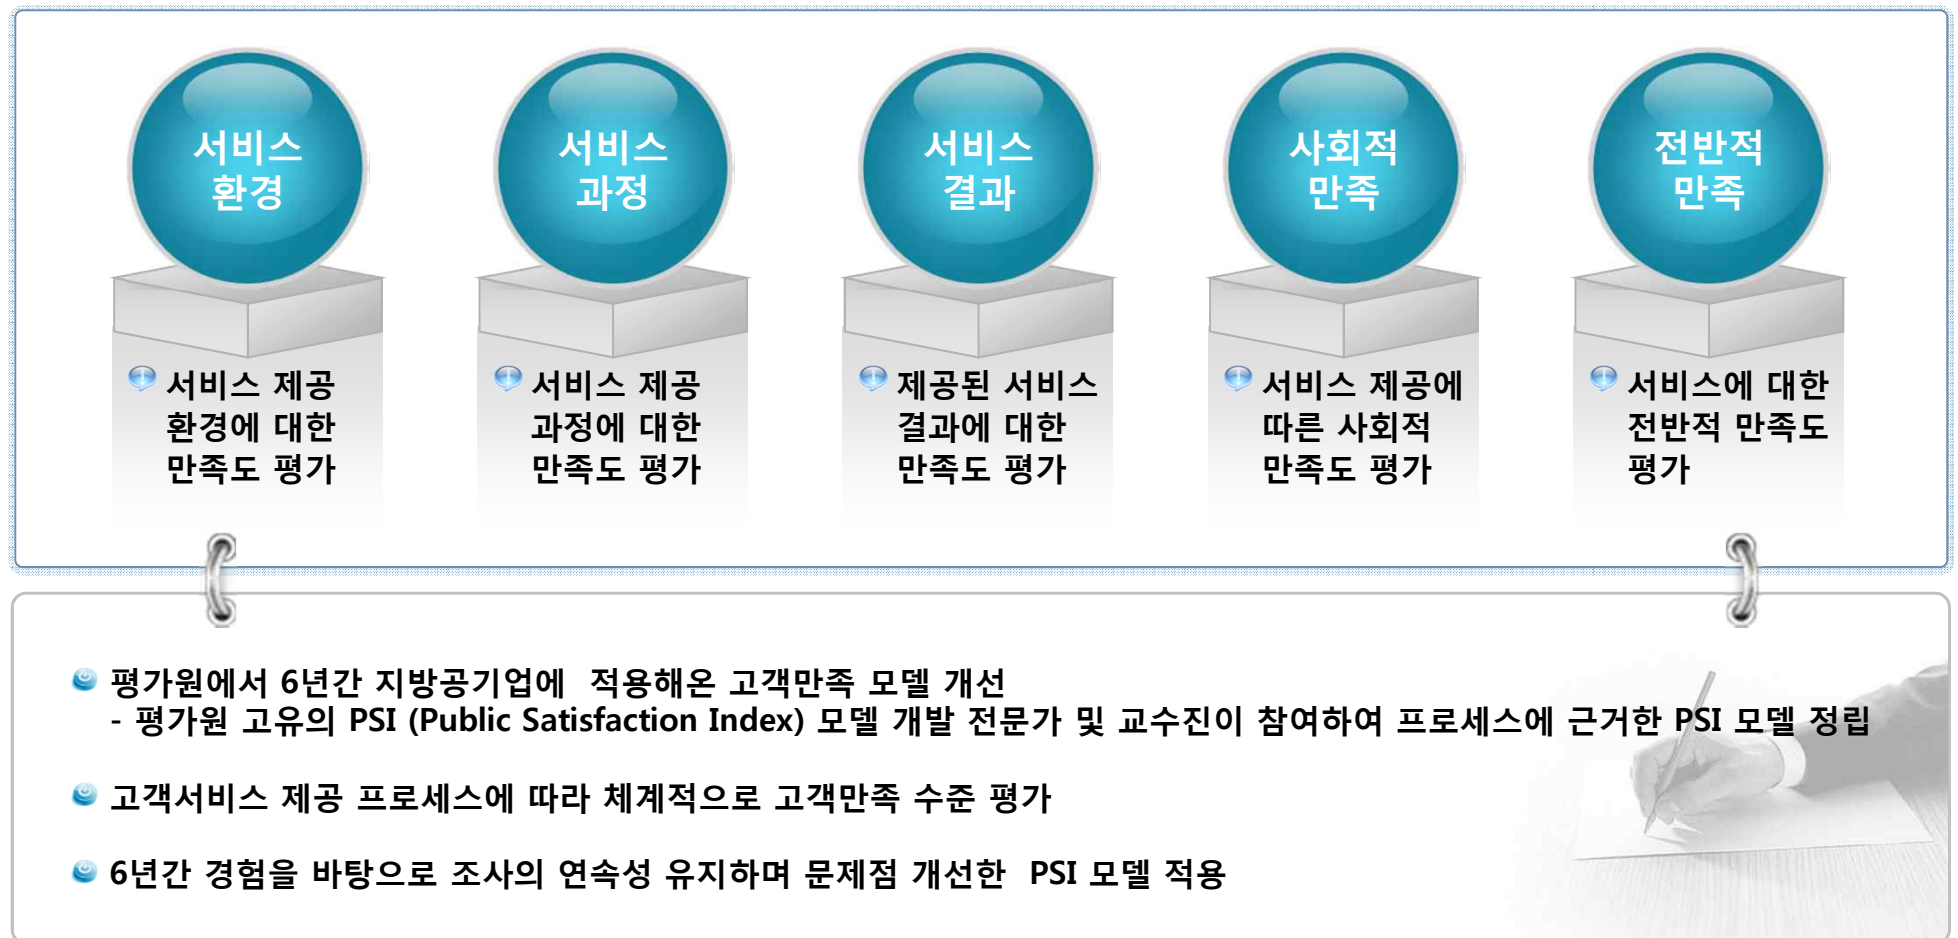 서비스
환경
서비스
과정
서비스
결과
사회적
만족
전반적
만족
서비스 제공
환경에 대한
만족도 평가
서비스 제공
과정에 대한
만족도 평가
제공된 서비스
결과에 대한
만족도 평가
서비스 제공에
따른 사회적
만족도 평가
서비스에 대한
전반적 만족도
평가
평가원에서 6년간 지방공기업에 적용해온 고객만족 모델 개선
- 평가원 고유의 PSI (Public Satisfaction Index) 모델 개발 전문가 및 교수진이 참여하여 프로세스에 근거한 PSI 모델 정립
고객서비스 제공 프로세스에 따라 체계적으로 고객만족 수준 평가
6년간 경험을 바탕으로 조사의 연속성 유지하며 문제점 개선한 PSI 모델 적용